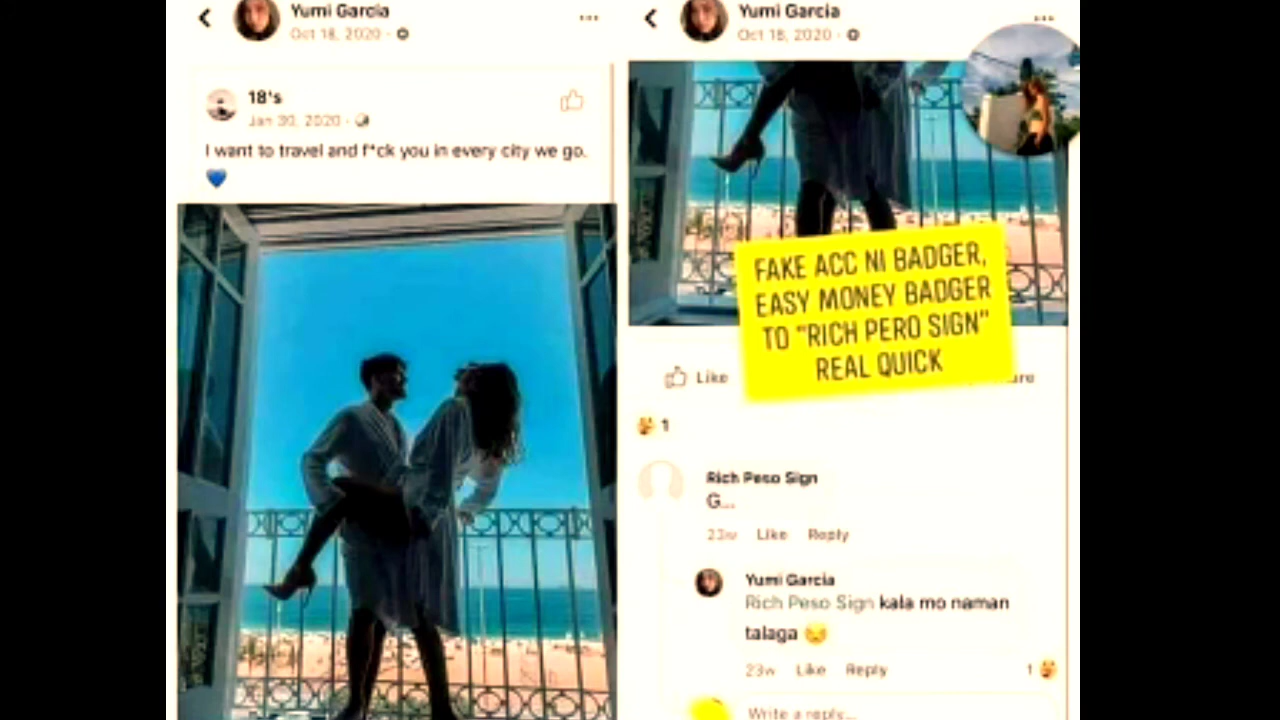 Yumi Garcia
Oct 18, 2020
18's
Jan 30, 2020
I want to travel and f*ck you in every city we go.
Yumi Garcia
Oct 18, 2020
FAKE ACC NI BADGER,
EASY MONEY BADGER
TO "RICH PERO SIGN"
REAL QUICK
Like
1
Rich Peso Sign
G...
23w Like Reply
Yumi Garcia
Rich Peso Sign kala mo naman
talaga
23w Like Reply 1
Write a reply...